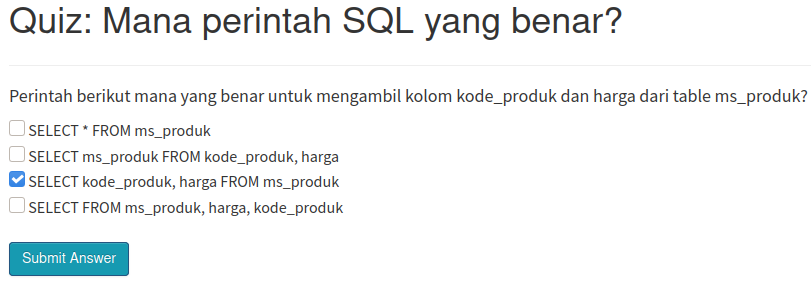 Quiz: Mana perintah SQL yang benar?
Perintah berikut mana yang benar untuk mengambil kolom kode_produk dan harga dari table ms_produk?
SELECT * FROM ms_produk
SELECT ms_produk FROM kode_produk, harga
SELECT kode_produk, harga FROM ms_produk
SELECT FROM ms_produk, harga, kode_produk
Submit Answer